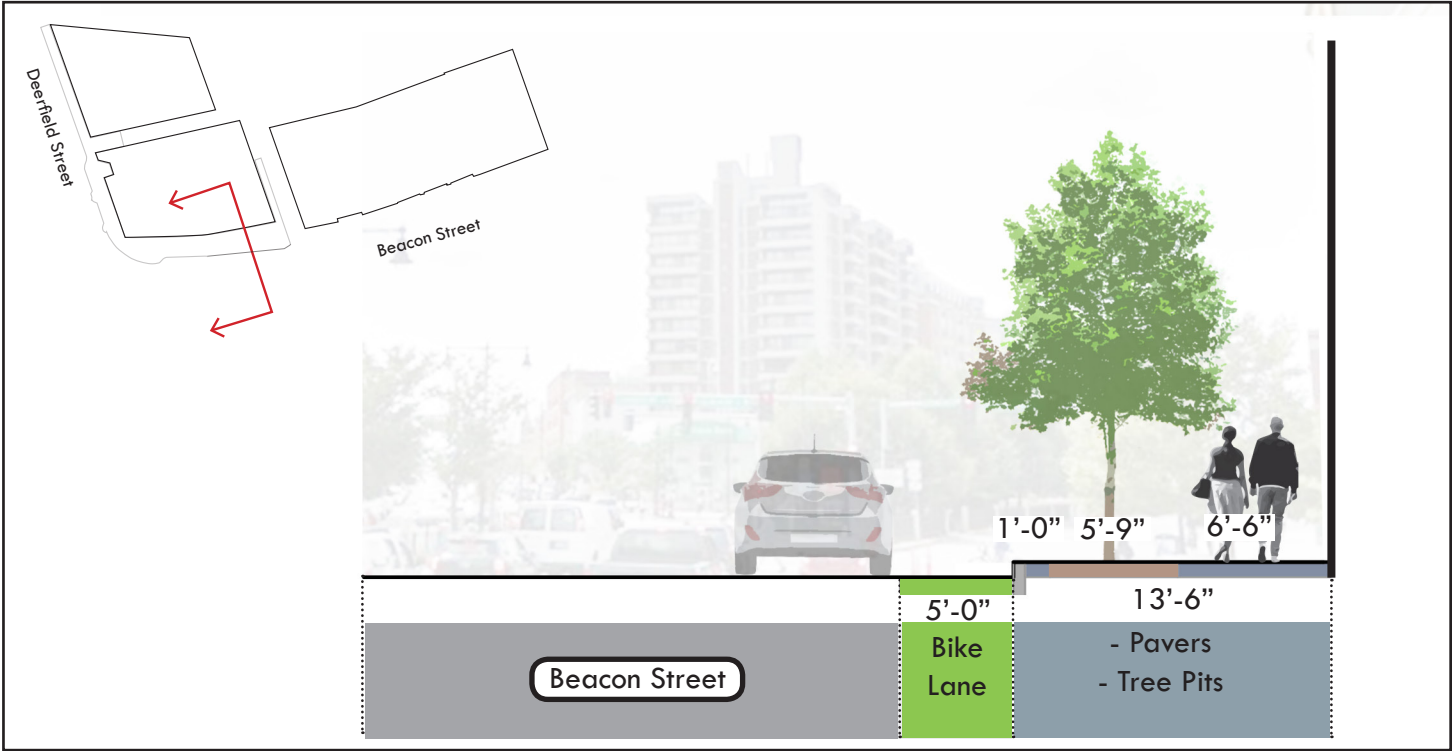 Deerfield Street
Beacon Street
1’-0” 5’-9” 6’-6”
5’-0” 13’-6”
Beacon Street
Bike
Lane
- Pavers
- Tree Pits